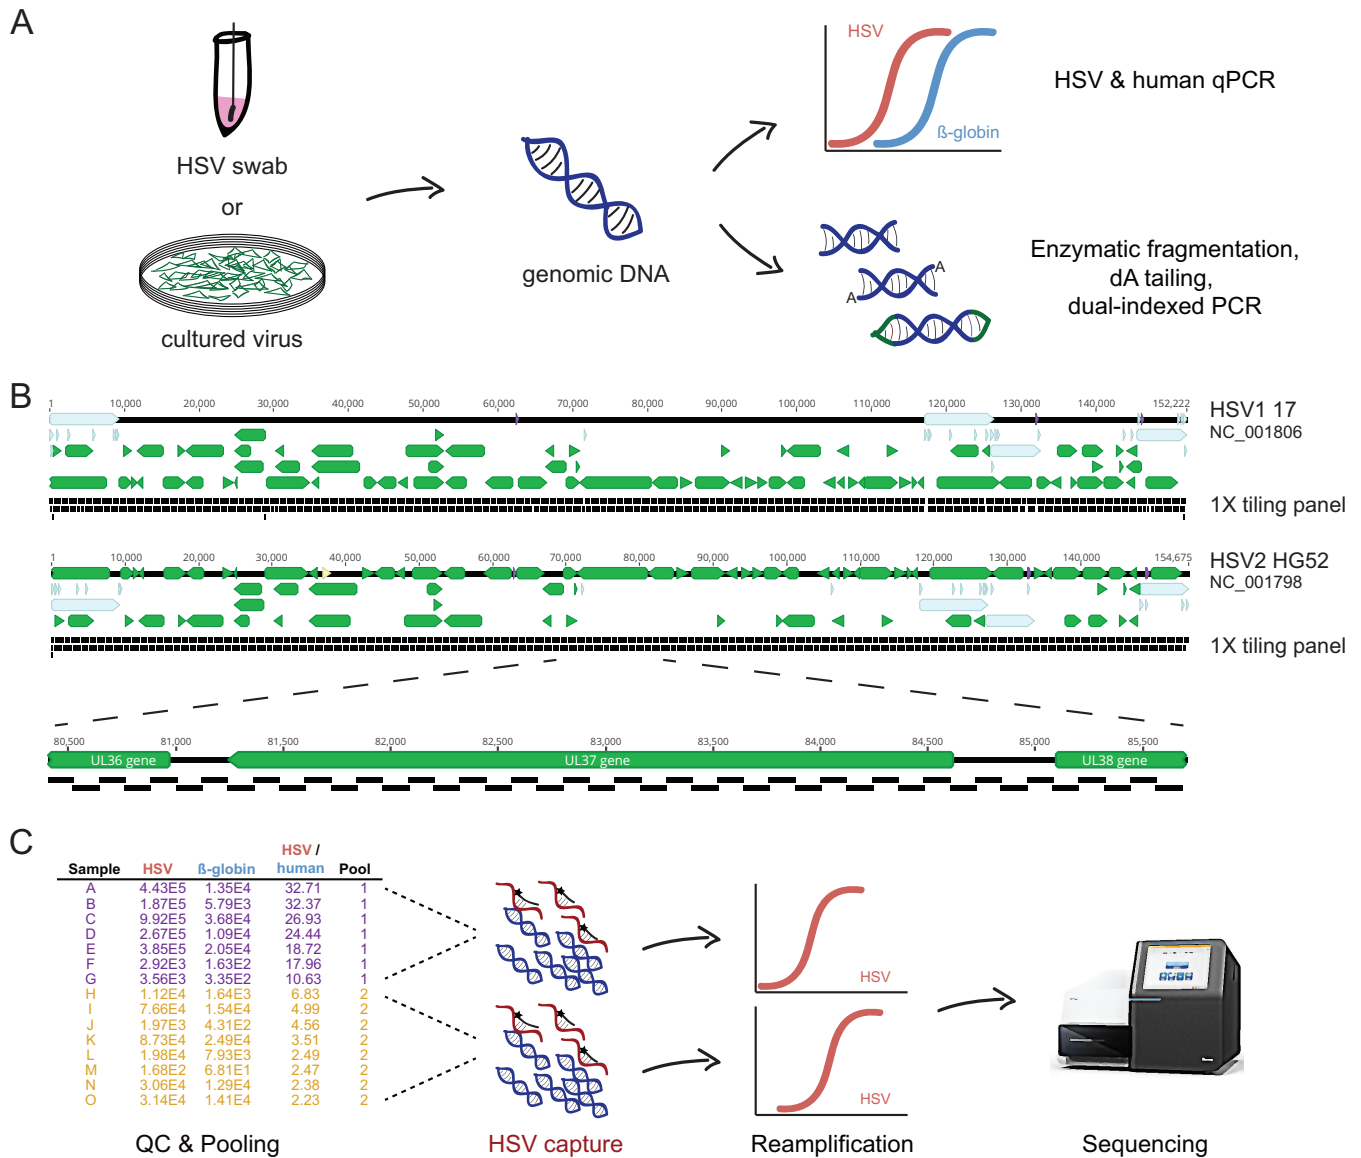 A
HSV swab
or
cultured virus
genomic DNA
HSV
ß-globin
HSV & human qPCR
A
A
Enzymatic fragmentation,
dA tailing,
dual-indexed PCR
B
1 10,000 20,000 30,000 40,000 50,000 60,000 70,000 80,000 90,000 100,000 110,000 120,000 130,000 140,000 152,222
HSV1 17
NC_001806
1X tiling panel
1 10,000 20,000 30,000 40,000 50,000 60,000 70,000 80,000 90,000 100,000 110,000 120,000 130,000 140,000 154,675
HSV2 HG52
NC_001798
1X tiling panel
80,500 81,000 81,500 82,000 82,500 83,000 83,500 84,000 84,500 85,000 85,500
UL36 gene UL37 gene UL38 gene
C
Sample HSV ß-globin HSV / human Pool
A 4.43E5 1.35E4 32.71 1
B 1.87E5 5.79E3 32.37 1
C 9.92E5 3.68E4 26.93 1
D 2.67E5 1.09E4 24.44 1
E 3.85E5 2.05E4 18.72 1
F 2.92E3 1.63E2 17.96 1
G 3.56E3 3.35E2 10.63 1
H 1.12E4 1.64E3 6.83 2
I 7.66E4 1.54E4 4.99 2
J 1.97E3 4.31E2 4.56 2
K 8.73E4 2.49E4 3.51 2
L 1.98E4 7.93E3 2.49 2
M 1.68E2 6.81E1 2.47 2
N 3.06E4 1.29E4 2.38 2
O 3.14E4 1.41E4 2.23 2
HSV
HSV
QC & Pooling
HSV capture
Reamplification
Sequencing